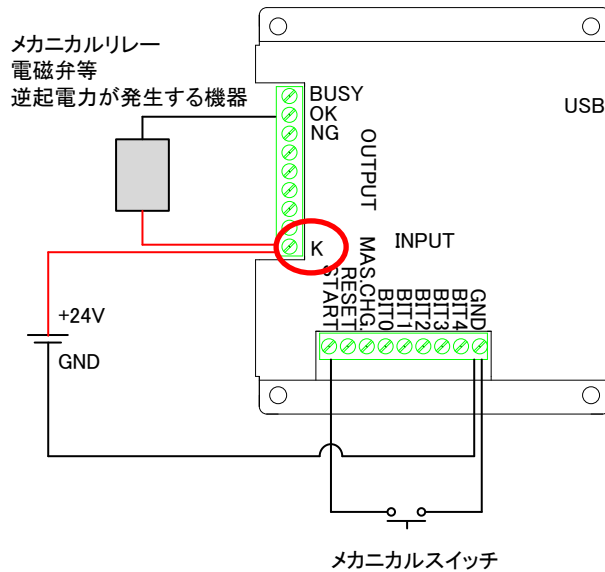 メカニカルリレー
電磁弁等
逆起電力が発生する機器
BUSY
OK
NG
OUTPUT
USB
K
INPUT
START
RESET
MAS.CHG.
BIT0
BIT1
BIT2
BIT3
BIT4
GND
+24V
GND
メカニカルスイッチ